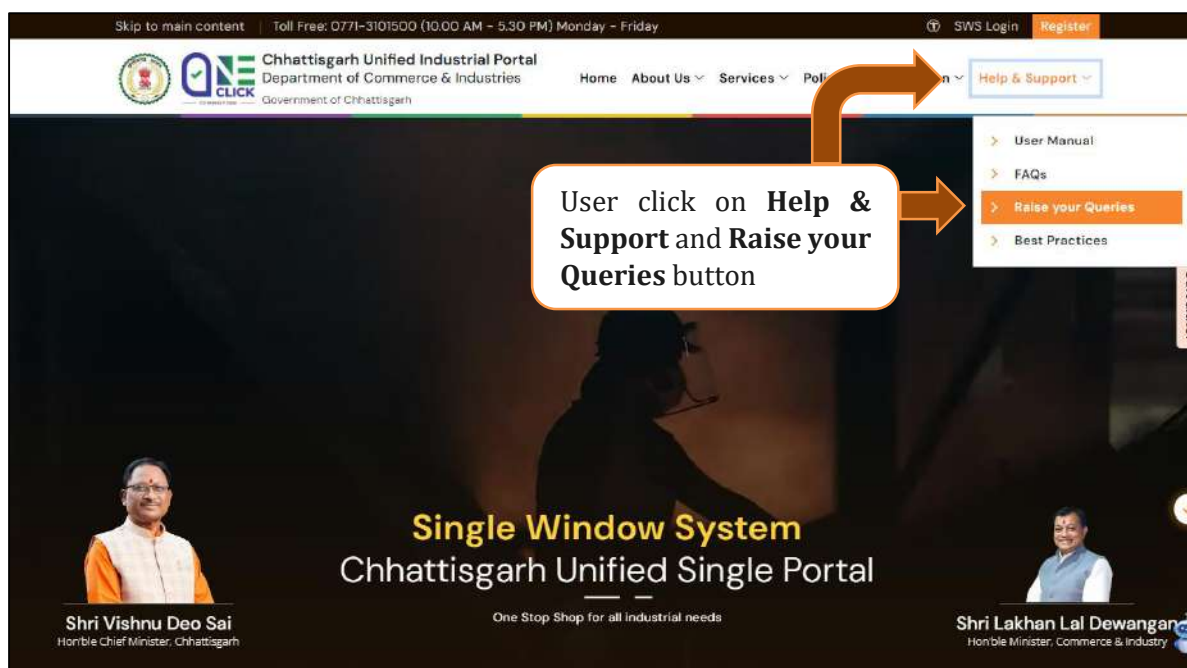 Skip to main content | Toll Free: 0771-3101500 (10.00 AM - 5.30 PM) Monday - Friday
SWS Login Register
ONE CLICK
Chhattisgarh Unified Industrial Portal
Department of Commerce & Industries
Government of Chhattisgarh
Home About Us Services Help & Support
User Manual
FAQs
Raise your Queries
Best Practices
User click on Help &
Support and Raise your
Queries button
Single Window System
Chhattisgarh Unified Single Portal
One Stop Shop for all industrial needs
Shri Vishnu Deo Sai
Hon'ble Chief Minister, Chhattisgarh
Shri Lakhan Lal Dewangan
Hon'ble Minister, Commerce & Industry